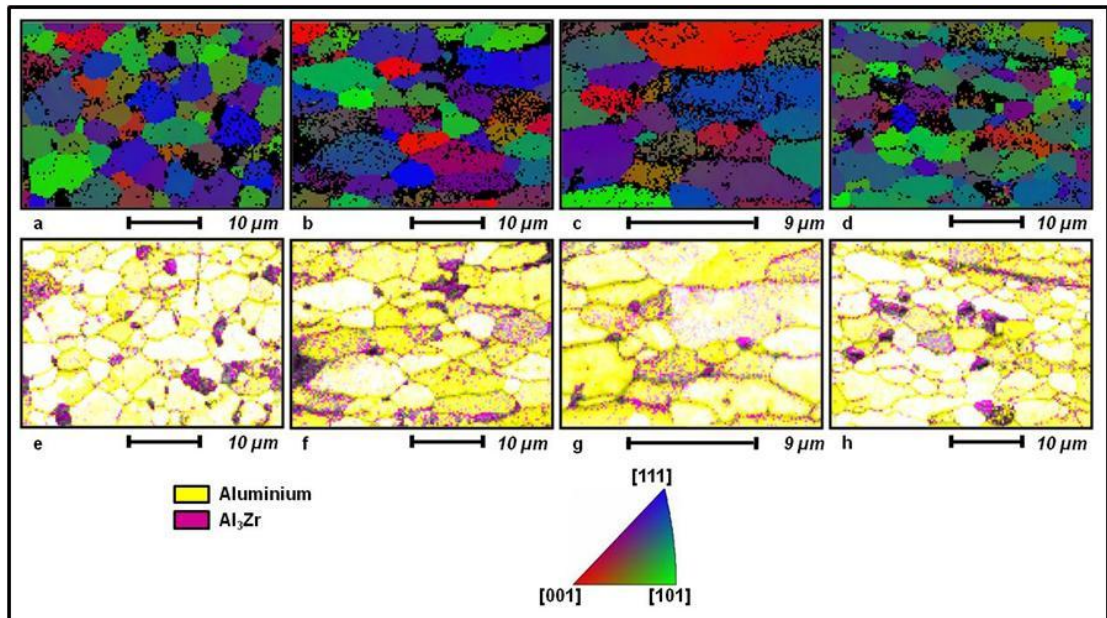 a 10 µm b 10 µm c 9 µm d 10 µm
e 10 µm f 10 µm g 9 µm h 10 µm
Aluminium
Al₃Zr
[111]
[001] [101]